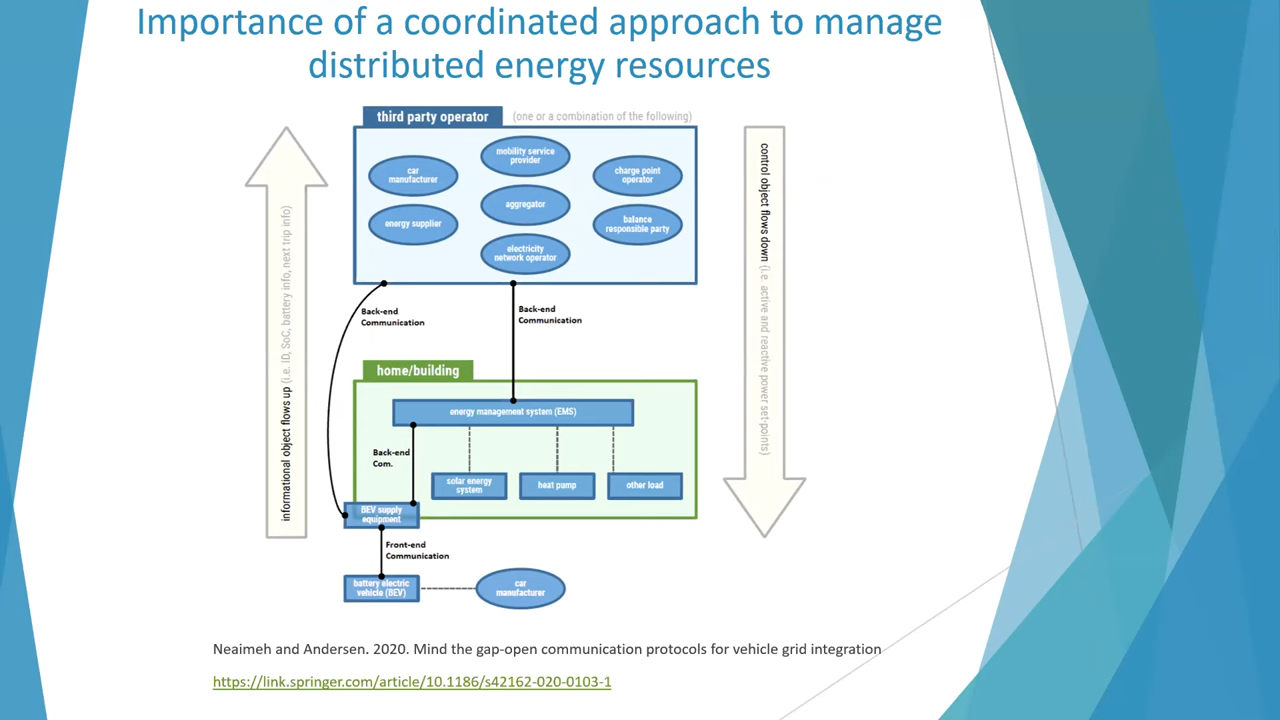 Importance of a coordinated approach to manage
distributed energy resources
third party operator
(one or a combination of the following)
mobility service
provider
car
manufacturer
charge point
operator
aggregator
energy supplier
balance
responsible party
electricity
network operator
informational object flows up (i.e. ID, SoC, battery info, next trip info)
control object flows down (i.e. active and reactive power set-points)
Back-end
Communication
Back-end
Communication
home/building
energy management system (EMS)
Back-end
Com.
solar energy
system
heat pump
other load
BEV supply
equipment
Front-end
Communication
battery electric
vehicle (BEV)
car
manufacturer
Neaimeh and Andersen. 2020. Mind the gap-open communication protocols for vehicle grid integration
https://link.springer.com/article/10.1186/s42162-020-0103-1